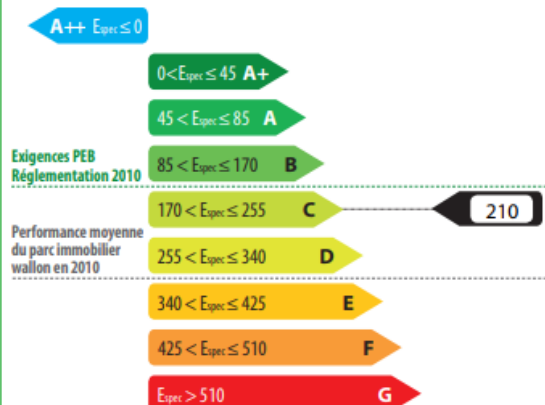 A++ Espec ≤ 0
0 < Espec ≤ 45 A+
45 < Espec ≤ 85 A
Exigences PEB
Réglementation 2010
85 < Espec ≤ 170 B
170 < Espec ≤ 255 C
210
Performance moyenne
du parc immobilier
wallon en 2010
255 < Espec ≤ 340 D
340 < Espec ≤ 425 E
425 < Espec ≤ 510 F
Espec > 510 G